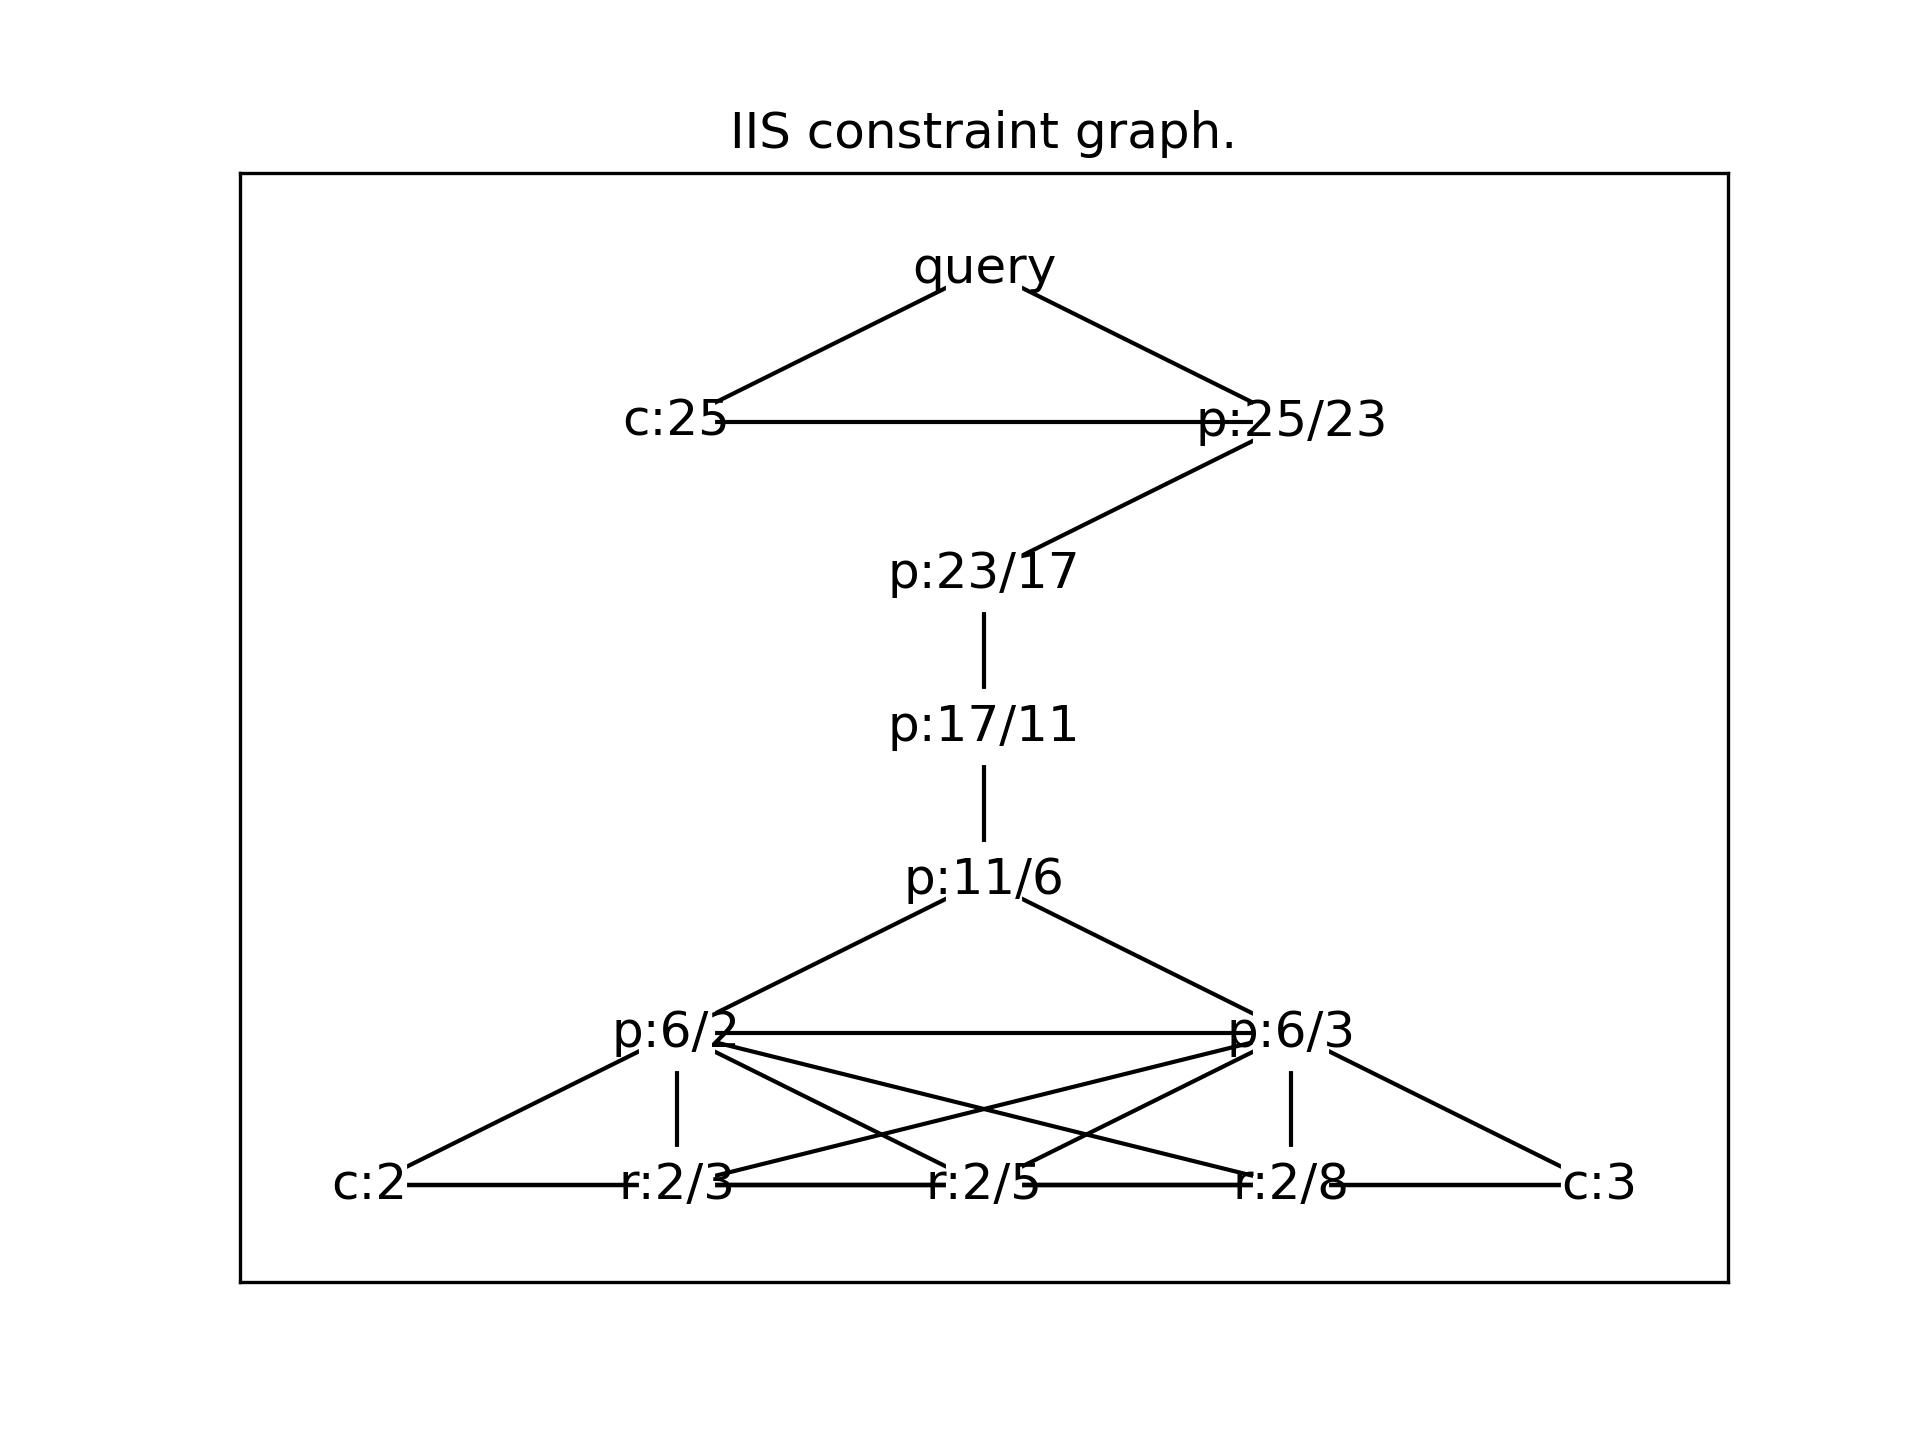 IIS constraint graph.
query
c:25 p:25/23
p:23/17
p:17/11
p:11/6
p:6/2 p:6/3
c:2 r:2/3 r:2/5 r:2/8 c:3